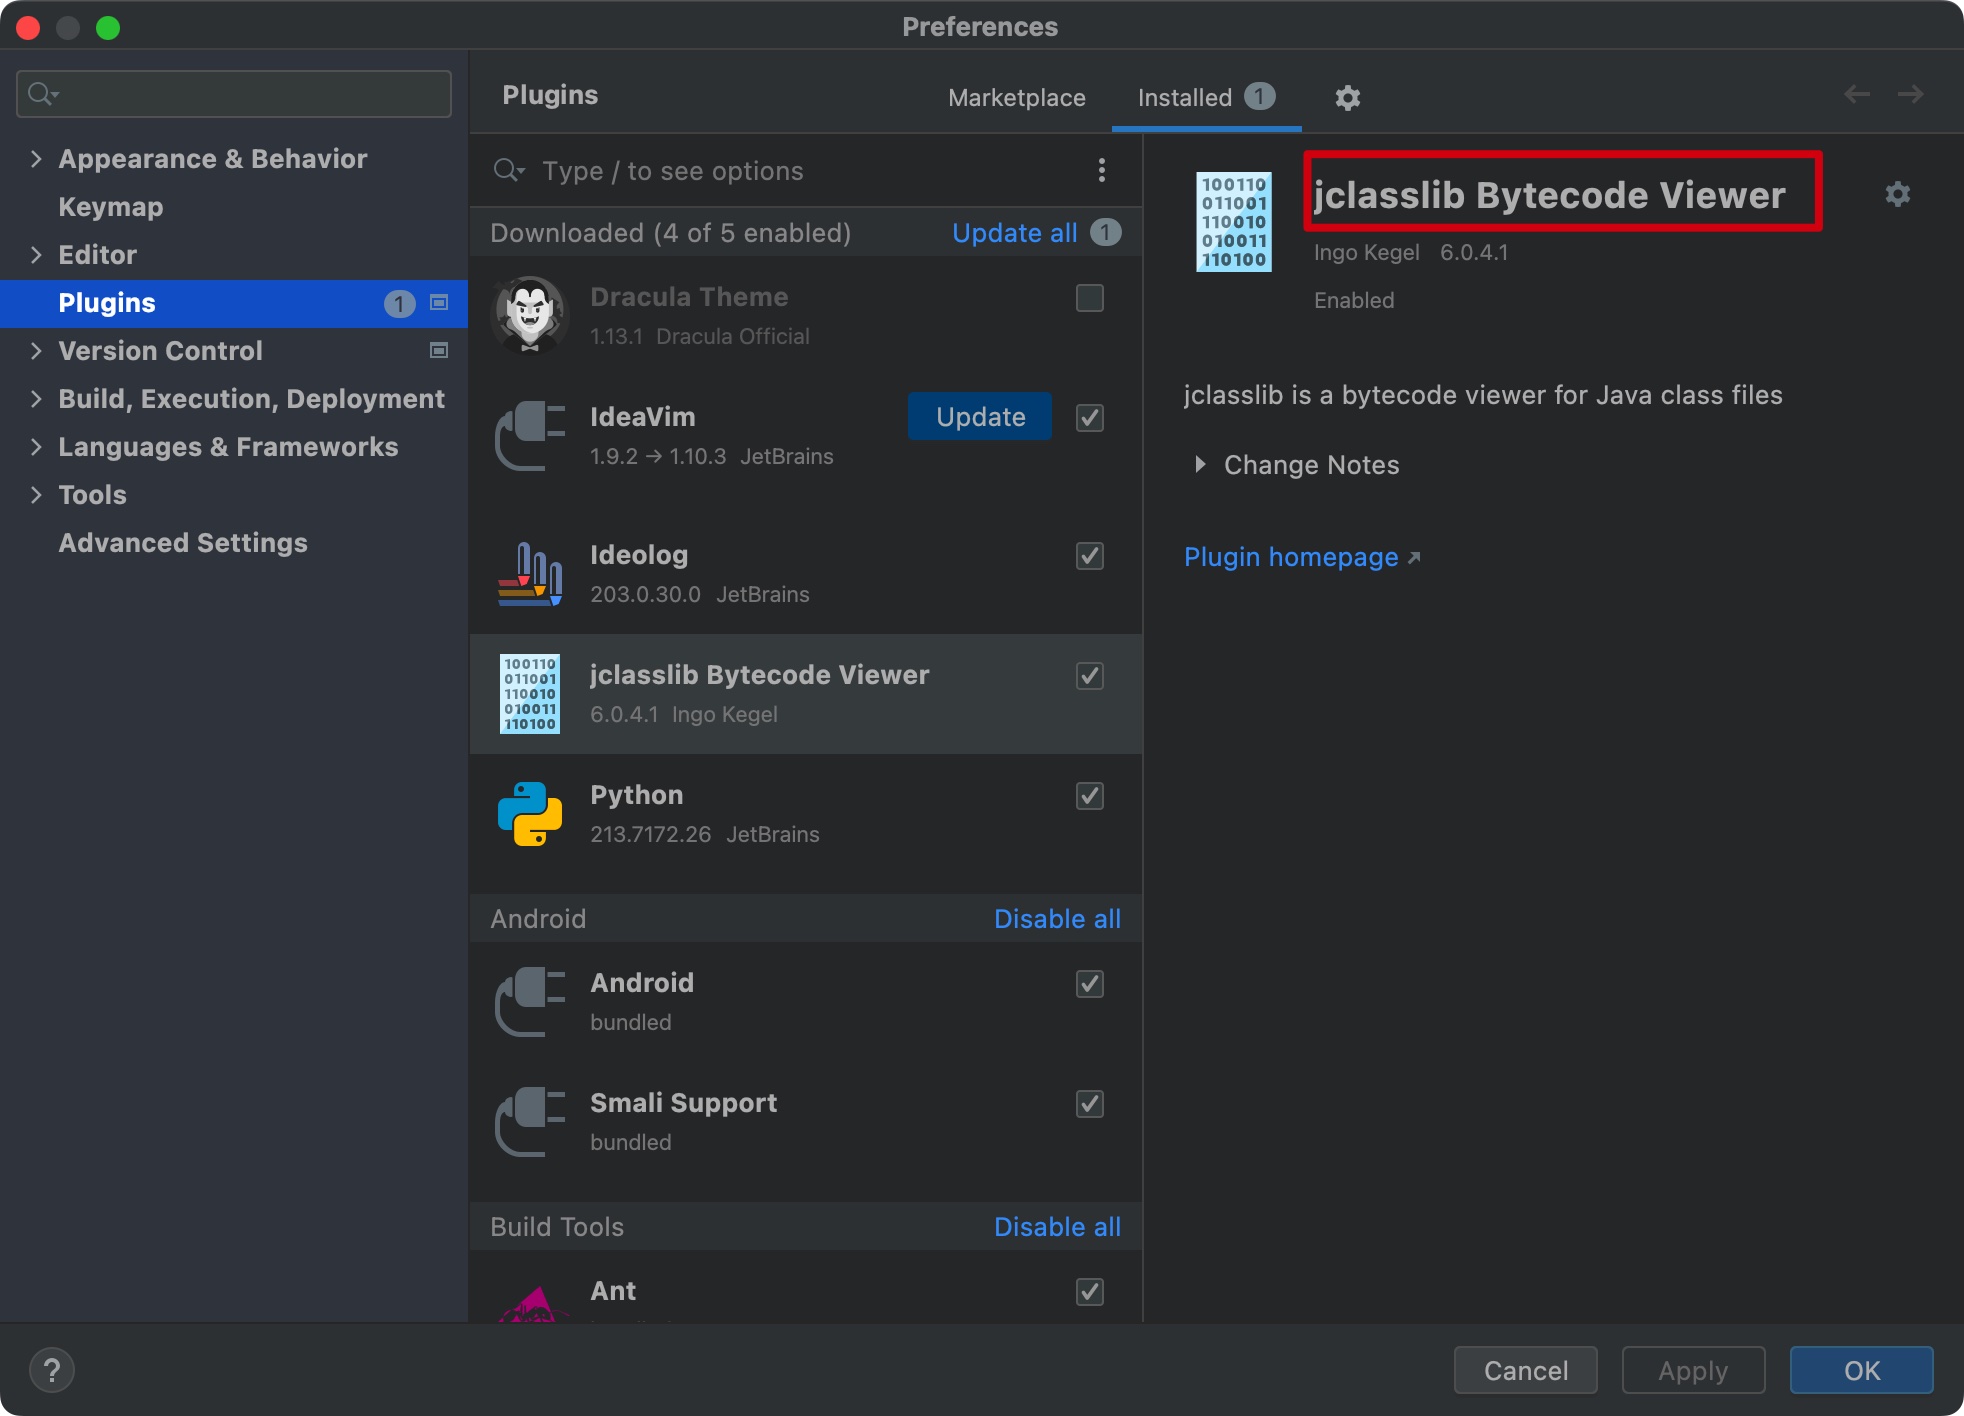 Preferences
Appearance & Behavior
Keymap
Editor
Plugins 1
Version Control
Build, Execution, Deployment
Languages & Frameworks
Tools
Advanced Settings
Plugins
Marketplace
Installed 1
Type / to see options
Downloaded (4 of 5 enabled) Update all 1
Dracula Theme
1.13.1 Dracula Official
IdeaVim Update
1.9.2 → 1.10.3 JetBrains
Ideolog
203.0.30.0 JetBrains
100110
011001
110010
010011
110100
jclasslib Bytecode Viewer
6.0.4.1 Ingo Kegel
Python
213.7172.26 JetBrains
Android Disable all
Android
bundled
Smali Support
bundled
Build Tools Disable all
Ant
100110
011001
110010
010011
110100
jclasslib Bytecode Viewer
Ingo Kegel 6.0.4.1
Enabled
jclasslib is a bytecode viewer for Java class files
Change Notes
Plugin homepage ↗
?
Cancel
Apply
OK